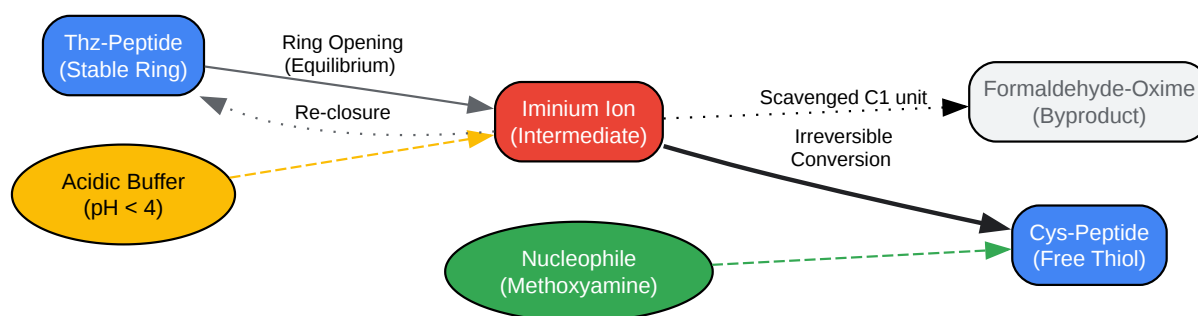 Thz-Peptide
(Stable Ring)
Ring Opening
(Equilibrium)
Re-closure
Iminium Ion
(Intermediate)
Scavenged C1 unit
Formaldehyde-Oxime
(Byproduct)
Irreversible
Conversion
Acidic Buffer
(pH < 4)
Nucleophile
(Methoxyamine)
Cys-Peptide
(Free Thiol)